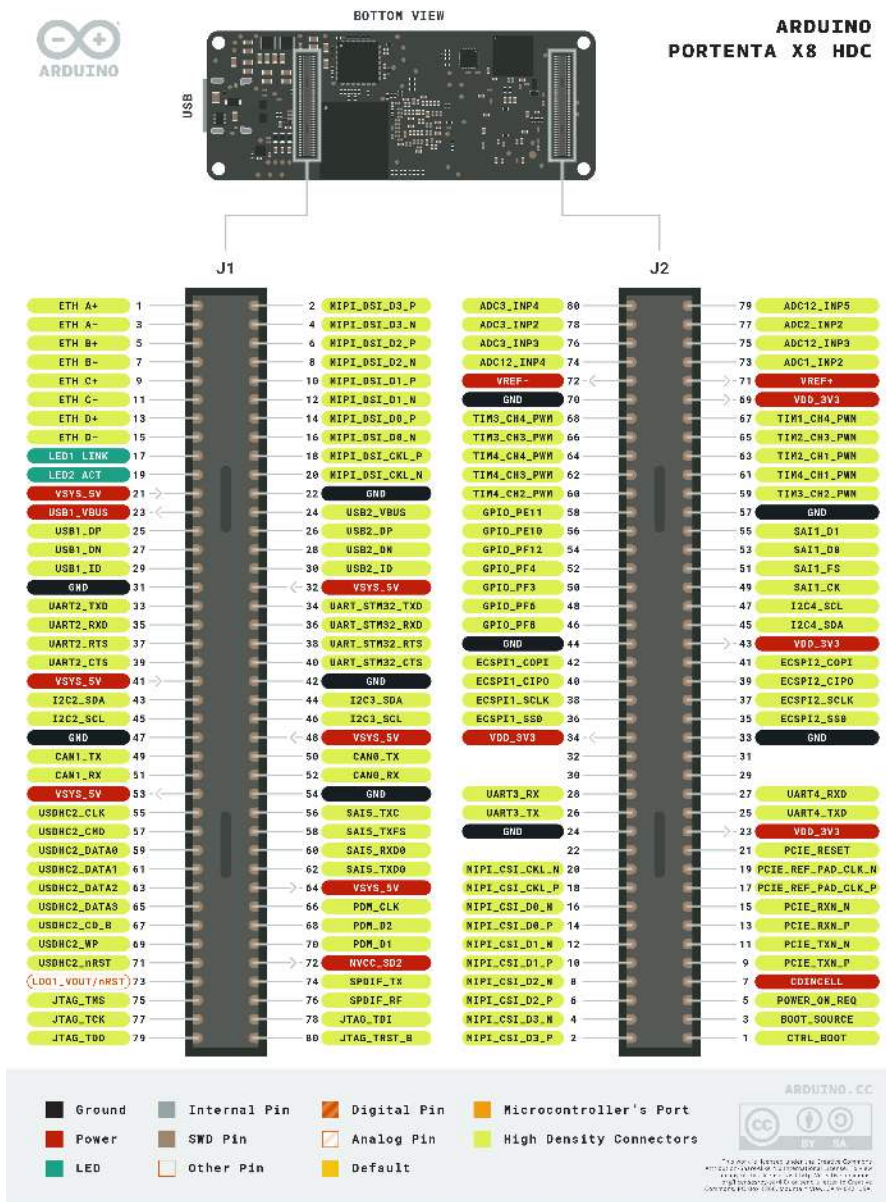 BOTTOM VIEW
ARDUINO
PORTENTA X8 HDC
ARDUINO
USB
J1
J2
ETH A+ 1 2 MIPI_DSI_D3_P ADC3_INP4 80 79 ADC12_INP5
ETH A- 3 4 MIPI_DSI_D3_N ADC3_INP2 78 77 ADC2_INP2
ETH B+ 5 6 MIPI_DSI_D2_P ADC3_INP3 76 75 ADC12_INP3
ETH B- 7 8 MIPI_DSI_D2_N ADC12_INP4 74 73 ADC1_INP2
ETH C+ 9 10 MIPI_DSI_D1_P VREF- 72 71 VREF+
ETH C- 11 12 MIPI_DSI_D1_N GND 70 69 VDD_3V3
ETH D+ 13 14 MIPI_DSI_D0_P TIM3_CH4_PWM 68 67 TIM1_CH4_PWN
ETH D- 15 16 MIPI_DSI_D0_N TIM3_CH3_PWM 66 65 TIM2_CH3_PWN
LED1 LINK 17 18 MIPI_DSI_CKL_P TIM4_CH4_PWM 64 63 TIM2_CH1_PWN
LED2 ACT 19 20 MIPI_DSI_CKL_N TIM4_CH3_PWM 62 61 TIM4_CH1_PWN
VSYS_5V 21 22 GND TIM4_CH2_PWM 60 59 TIM3_CH2_PWN
USB1_VBUS 23 24 USB2_VBUS GPIO_PE11 58 57 GND
USB1_DP 25 26 USB2_DP GPIO_PE10 56 55 SAI1_D1
USB1_DN 27 28 USB2_DN GPIO_PF12 54 53 SAI1_D0
USB1_ID 29 30 USB2_ID GPIO_PF4 52 51 SAI1_FS
GND 31 32 VSYS_5V GPIO_PF3 50 49 SAI1_CK
UART2_TXD 33 34 UART_STM32_TXD GPIO_PF6 48 47 I2C4_SCL
UART2_RXD 35 36 UART_STM32_RXD GPIO_PF8 46 45 I2C4_SDA
UART2_RTS 37 38 UART_STM32_RTS GND 44 43 VDD_3V3
UART2_CTS 39 40 UART_STM32_CTS ECSPI1_COPI 42 41 ECSPI2_COPI
VSYS_5V 41 42 GND ECSPI1_CIPO 40 39 ECSPI2_CIPO
I2C2_SDA 43 44 I2C3_SDA ECSPI1_SCLK 38 37 ECSPI2_SCLK
I2C2_SCL 45 46 I2C3_SCL ECSPI1_SS0 36 35 ECSPI2_SS0
GND 47 48 VSYS_5V VDD_3V3 34 33 GND
CAN1_TX 49 50 CAN0_TX 32 31
CAN1_RX 51 52 CAN0_RX 30 29
VSYS_5V 53 54 GND UART3_RX 28 27 UART4_RXD
USDHC2_CLK 55 56 SAI5_TXC UART3_TX 26 25 UART4_TXD
USDHC2_CMD 57 58 SAI5_TXFS GND 24 23 VDD_3V3
USDHC2_DATA0 59 60 SAI5_RXD0 22 21 PCIE_RESET
USDHC2_DATA1 61 62 SAI5_TXD0 MIPI_CSI_CKL_N 20 19 PCIE_REF_PAD_CLK_N
USDHC2_DATA2 63 64 VSYS_5V MIPI_CSI_CKL_P 18 17 PCIE_REF_PAD_CLK_P
USDHC2_DATA3 65 66 PDM_CLK MIPI_CSI_D0_N 16 15 PCIE_RXN_N
USDHC2_CD_B 67 68 PDM_D2 MIPI_CSI_D0_P 14 13 PCIE_RXN_P
USDHC2_WP 69 70 PDM_D1 MIPI_CSI_D1_N 12 11 PCIE_TXN_N
USDHC2_nRST 71 72 NVCC_SD2 MIPI_CSI_D1_P 10 9 PCIE_TXN_P
LDO1_VOUT/nRST 73 74 SPDIF_TX MIPI_CSI_D2_N 8 7 COINCELL
JTAG_TMS 75 76 SPDIF_RF MIPI_CSI_D2_P 6 5 POWER_ON_REQ
JTAG_TCK 77 78 JTAG_TDI MIPI_CSI_D3_N 4 3 BOOT_SOURCE
JTAG_TDO 79 80 JTAG_TRST_B MIPI_CSI_D3_P 2 1 CTRL_BOOT
ARDUINO.CC
Ground Internal Pin Digital Pin Microcontroller's Port
Power SWD Pin Analog Pin High Density Connectors
LED Other Pin Default
CC BY SA